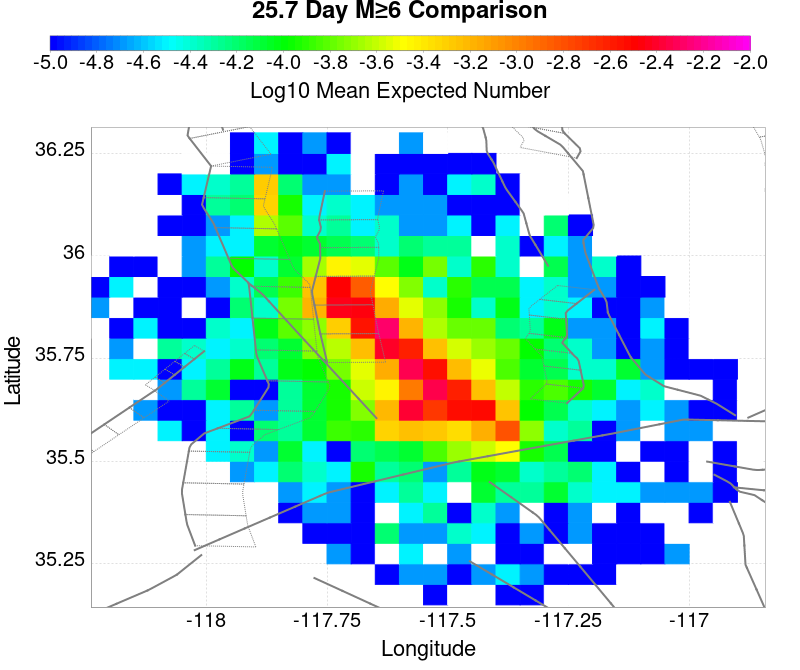 25.7 Day M≥6 Comparison
-5.0 -4.8 -4.6 -4.4 -4.2 -4.0 -3.8 -3.6 -3.4 -3.2 -3.0 -2.8 -2.6 -2.4 -2.2 -2.0
Log10 Mean Expected Number
36.25
36
35.75
35.5
35.25
Latitude
-118 -117.75 -117.5 -117.25 -117
Longitude